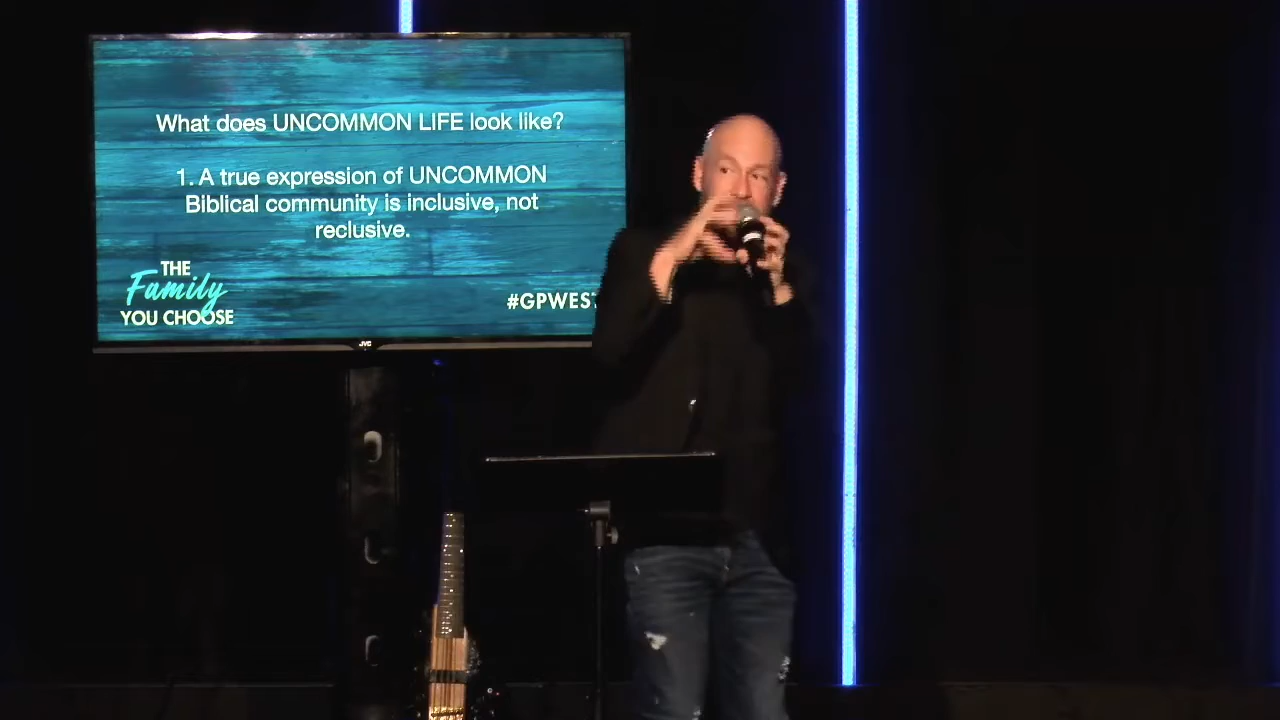 What does UNCOMMON LIFE look like?
1. A true expression of UNCOMMON
Biblical community is inclusive, not
reclusive.
THE
Family
YOU CHOOSE
#GPWEST
JVC